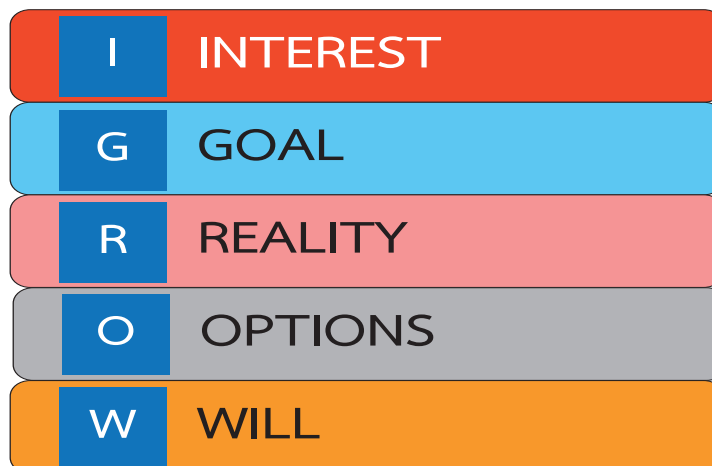 I INTEREST
G GOAL
R REALITY
O OPTIONS
W WILL